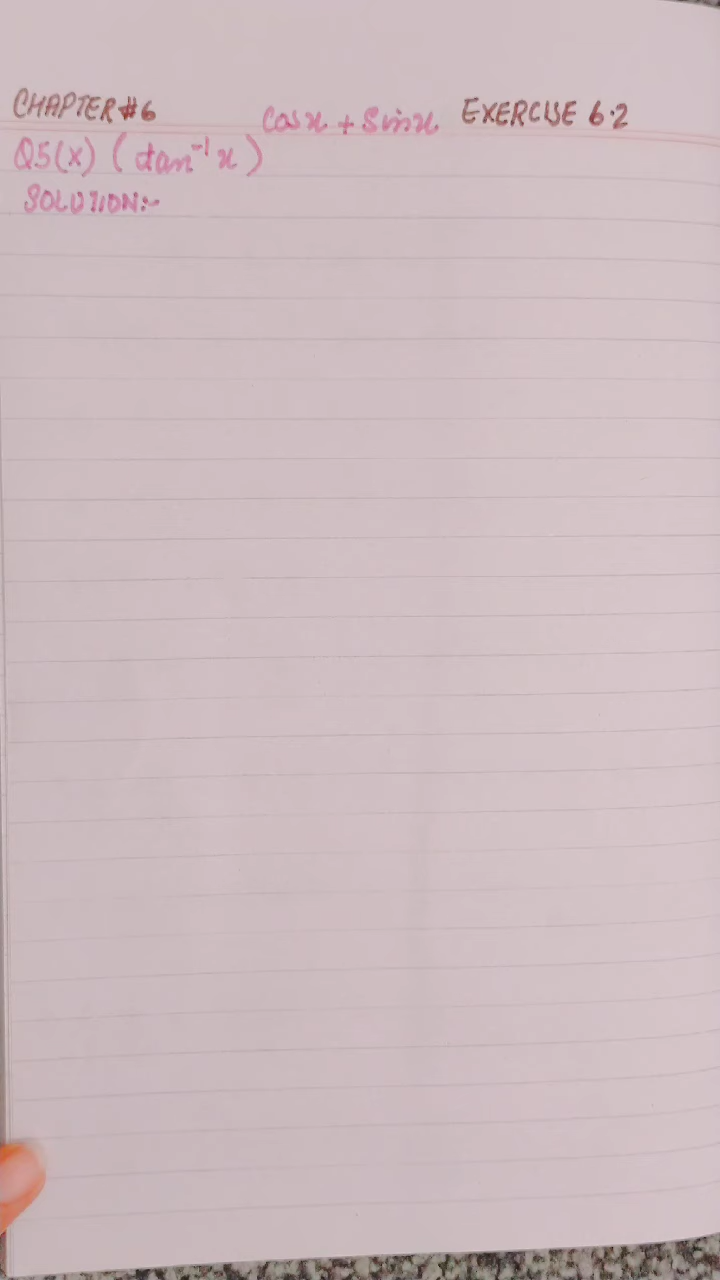 CHAPTER #6 EXERCISE 6.2
Q5(x) (tan⁻¹x)^cosx + sinx
SOLUTION:-